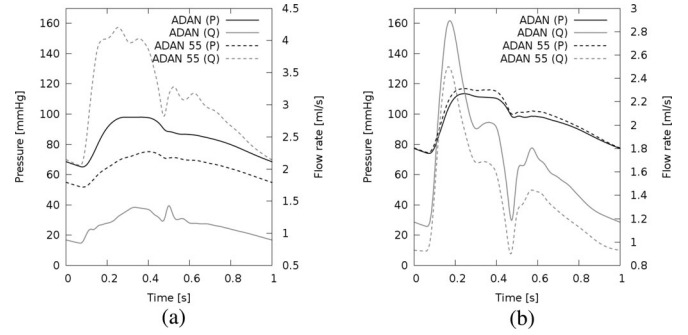 160
140
120
100
80
60
40
20
0
Pressure [mmHg]
ADAN (P)
ADAN (Q)
ADAN 55 (P)
ADAN 55 (Q)
4.5
4
3.5
3
2.5
2
1.5
1
0.5
Flow rate [ml/s]
0 0.2 0.4 0.6 0.8 1
Time [s]
(a)
160
140
120
100
80
60
40
20
0
Pressure [mmHg]
ADAN (P)
ADAN (Q)
ADAN 55 (P)
ADAN 55 (Q)
3
2.8
2.6
2.4
2.2
2
1.8
1.6
1.4
1.2
1
0.8
Flow rate [ml/s]
0 0.2 0.4 0.6 0.8 1
Time [s]
(b)